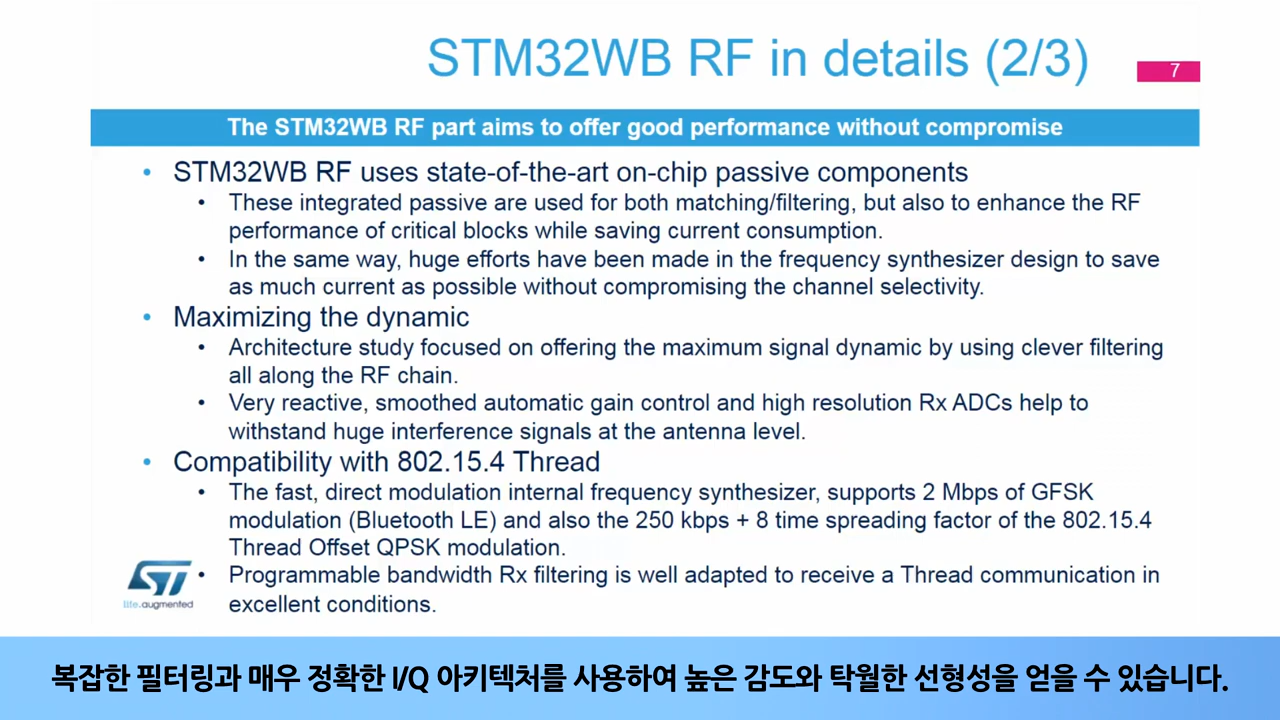 STM32WB RF in details (2/3)
7
The STM32WB RF part aims to offer good performance without compromise
• STM32WB RF uses state-of-the-art on-chip passive components
• These integrated passive are used for both matching/filtering, but also to enhance the RF
performance of critical blocks while saving current consumption.
• In the same way, huge efforts have been made in the frequency synthesizer design to save
as much current as possible without compromising the channel selectivity.
• Maximizing the dynamic
• Architecture study focused on offering the maximum signal dynamic by using clever filtering
all along the RF chain.
• Very reactive, smoothed automatic gain control and high resolution Rx ADCs help to
withstand huge interference signals at the antenna level.
• Compatibility with 802.15.4 Thread
• The fast, direct modulation internal frequency synthesizer, supports 2 Mbps of GFSK
modulation (Bluetooth LE) and also the 250 kbps + 8 time spreading factor of the 802.15.4
Thread Offset QPSK modulation.
• Programmable bandwidth Rx filtering is well adapted to receive a Thread communication in
excellent conditions.
ST
life.augmented
복잡한 필터링과 매우 정확한 I/Q 아키텍처를 사용하여 높은 감도와 탁월한 선형성을 얻을 수 있습니다.